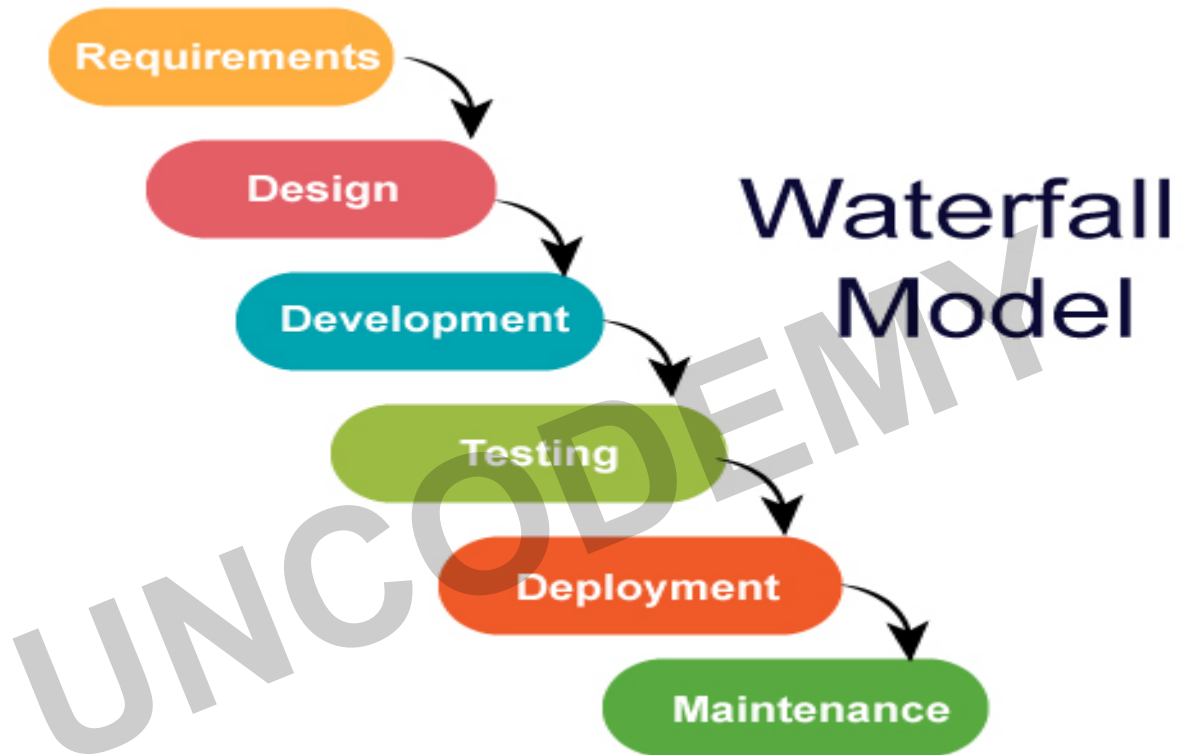 Requirements
Design
Development
Testing
Deployment
Maintenance
Waterfall
Model
UNCODEMY